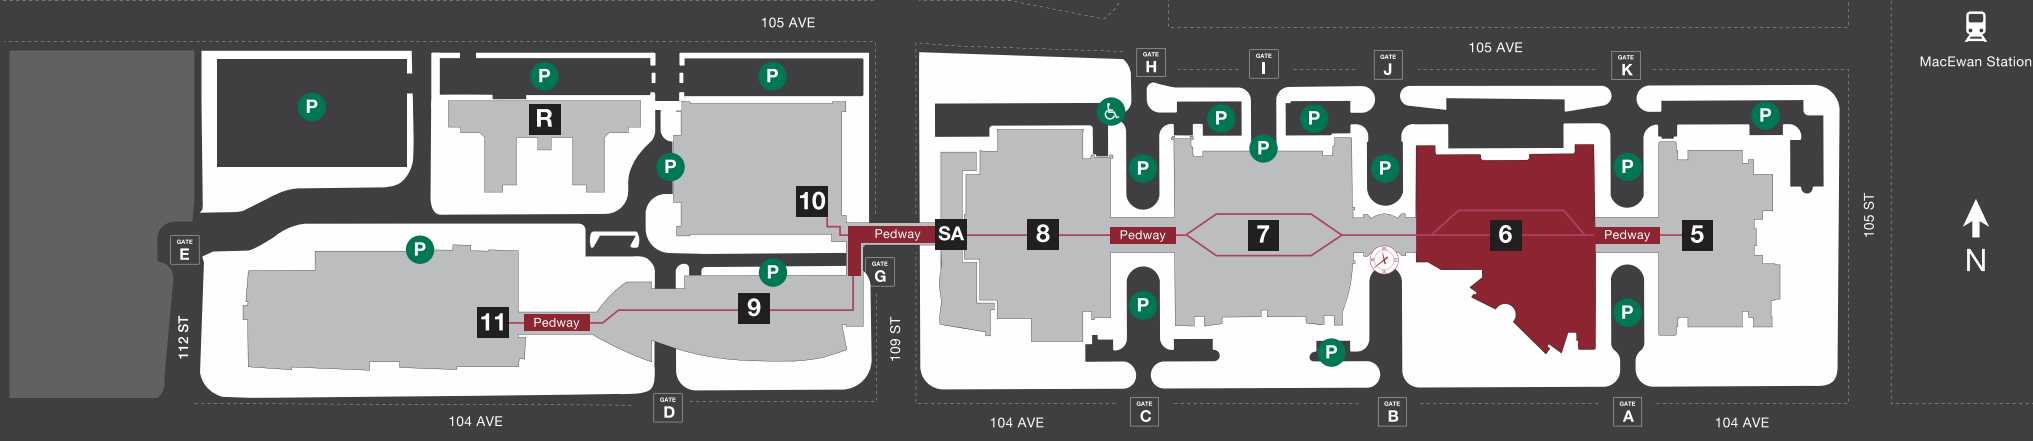 105 AVE
105 AVE
MacEwan Station
GATE
H
GATE
I
GATE
J
GATE
K
P
P
P
R
P
P
P
P
P
P
P
P
P
10
Pedway
SA
8
Pedway
7
6
Pedway
5
105 ST
N
GATE
E
P
P
GATE
G
9
11
Pedway
112 ST
109 ST
P
P
P
GATE
D
GATE
C
GATE
B
GATE
A
104 AVE
104 AVE
104 AVE